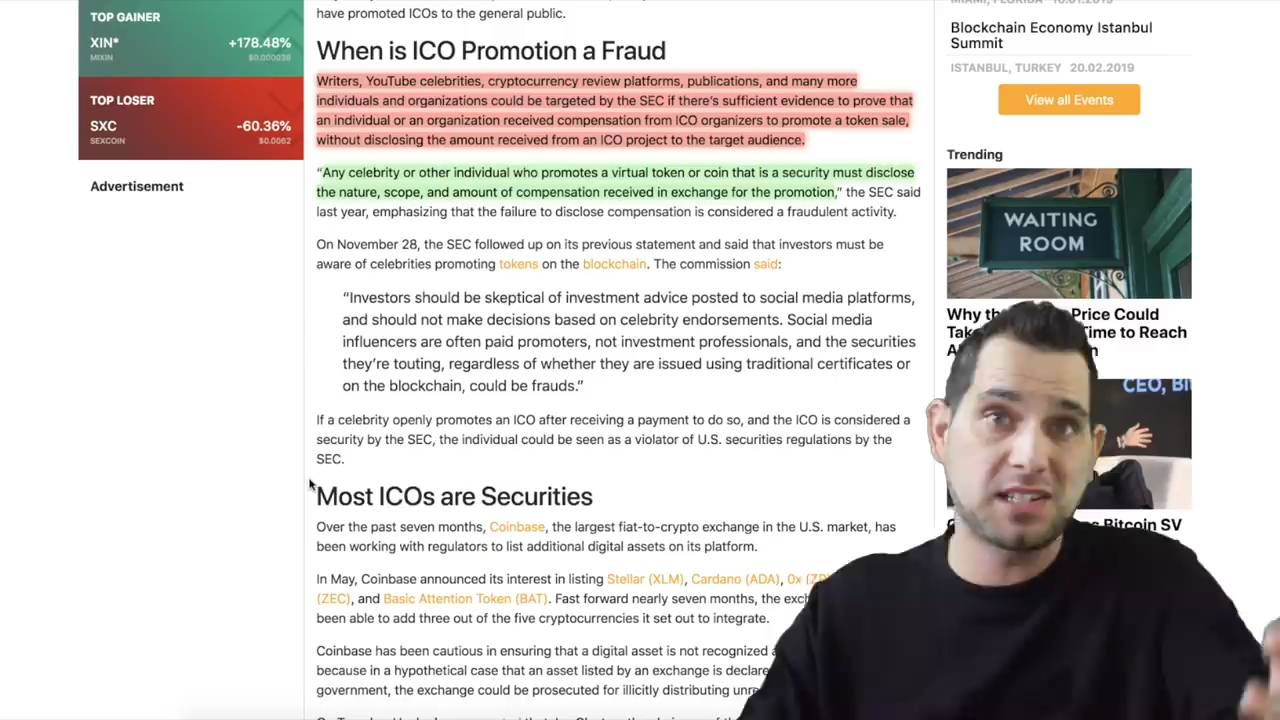 TOP GAINER
XIN*
+178.48%
MIXIN
$0.000038
TOP LOSER
SXC
-60.36%
SEXCOIN
$0.0062
Advertisement
have promoted ICOs to the general public.
When is ICO Promotion a Fraud
Writers, YouTube celebrities, cryptocurrency review platforms, publications, and many more
individuals and organizations could be targeted by the SEC if there's sufficient evidence to prove that
an individual or an organization received compensation from ICO organizers to promote a token sale,
without disclosing the amount received from an ICO project to the target audience.
“Any celebrity or other individual who promotes a virtual token or coin that is a security must disclose
the nature, scope, and amount of compensation received in exchange for the promotion,” the SEC said
last year, emphasizing that the failure to disclose compensation is considered a fraudulent activity.
On November 28, the SEC followed up on its previous statement and said that investors must be
aware of celebrities promoting tokens on the blockchain. The commission said:
“Investors should be skeptical of investment advice posted to social media platforms,
and should not make decisions based on celebrity endorsements. Social media
influencers are often paid promoters, not investment professionals, and the securities
they’re touting, regardless of whether they are issued using traditional certificates or
on the blockchain, could be frauds.”
If a celebrity openly promotes an ICO after receiving a payment to do so, and the ICO is considered a
security by the SEC, the individual could be seen as a violator of U.S. securities regulations by the
SEC.
Most ICOs are Securities
Over the past seven months, Coinbase, the largest fiat-to-crypto exchange in the U.S. market, has
been working with regulators to list additional digital assets on its platform.
In May, Coinbase announced its interest in listing Stellar (XLM), Cardano (ADA), 0x
(ZEC), and Basic Attention Token (BAT). Fast forward nearly seven months, the
been able to add three out of the five cryptocurrencies it set out to integrate.
Coinbase has been cautious in ensuring that a digital asset is not recognized
because in a hypothetical case that an asset listed by an exchange is
government, the exchange could be prosecuted for illicitly distributing
MIAMI, FLORIDA
Blockchain Economy Istanbul
Summit
ISTANBUL, TURKEY 20.02.2019
View all Events
Trending
WAITING
ROOM
Why Price Could
Time to Reach
CEO,
Bitcoin SV